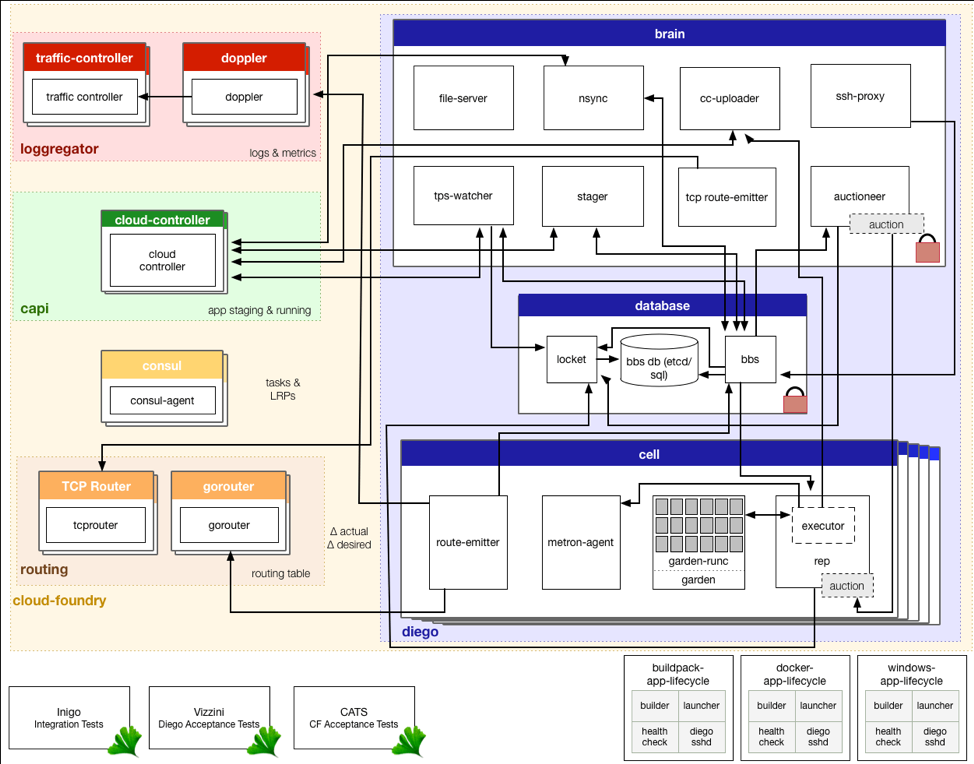 brain
traffic-controller
doppler
traffic controller
doppler
file-server
nsync
cc-uploader
ssh-proxy
loggregator
logs & metrics
tps-watcher
stager
tcp route-emitter
auctioneer
auction
cloud-controller
cloud
controller
capi
app staging & running
database
locket
bbs db (etcd/
sql)
bbs
consul
consul-agent
tasks &
LRPs
cell
TCP Router
gorouter
tcprouter
gorouter
Δ actual
Δ desired
route-emitter
metron-agent
garden-runc
garden
executor
rep
auction
routing
routing table
cloud-foundry
diego
Inigo
Integration Tests
Vizzini
Diego Acceptance Tests
CATS
CF Acceptance Tests
buildpack-
app-lifecycle
builder
launcher
health
check
diego
sshd
docker-
app-lifecycle
builder
launcher
health
check
diego
sshd
windows-
app-lifecycle
builder
launcher
health
check
diego
sshd